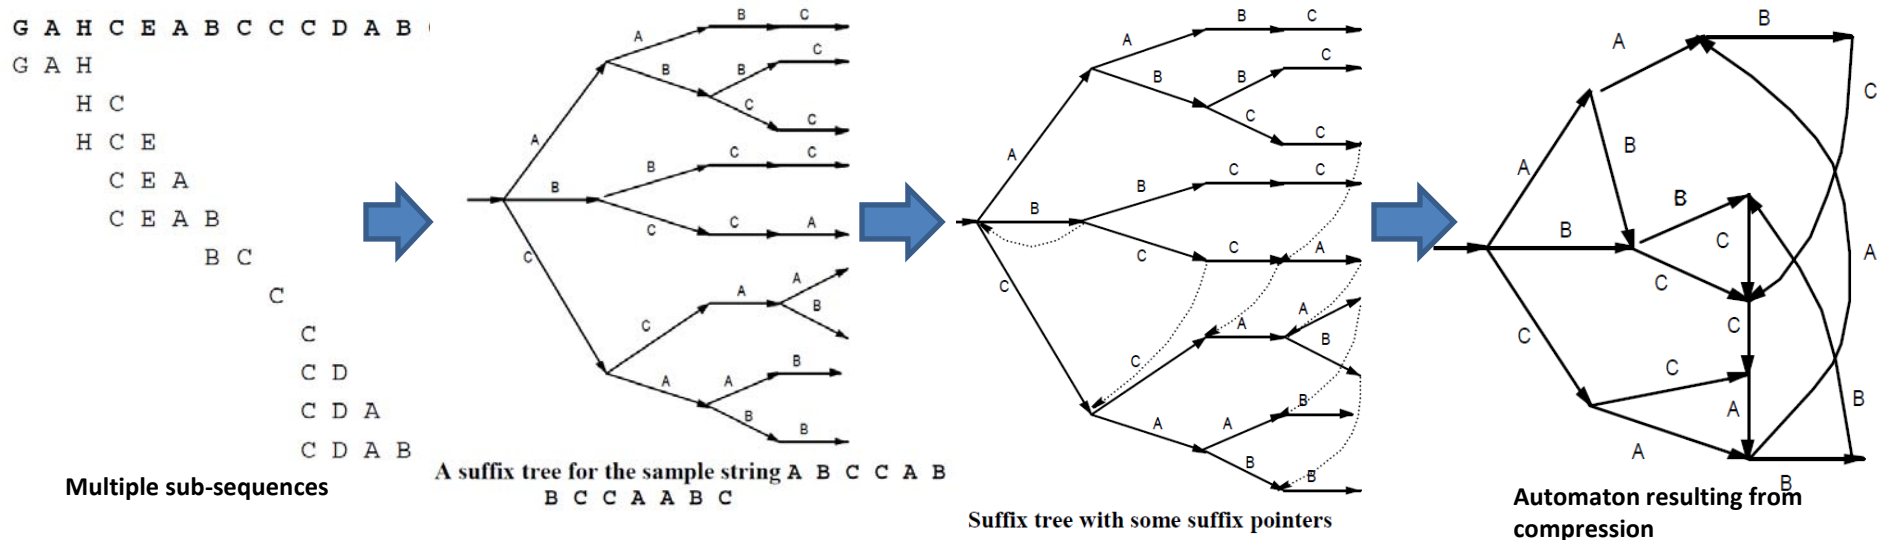 G A H C E A B C C C D A B
G A H
H C
H C E
C E A
C E A B
B C
C
C
C D
C D A
C D A B
Multiple sub-sequences
B C
A
C
B B
C
C
A
B C C
B
C C A
C
A A
C B
A A B
B B
A suffix tree for the sample string A B C C A B
B C C A A B C
B C
A
C
B B
C C
A
C C
B
B
C C A
C
A A
C B
A A B
B B
Suffix tree with some suffix pointers
B
A
C
B
A
B
C
B
C
A
C C
C
A B
A
B
Automaton resulting from
compression